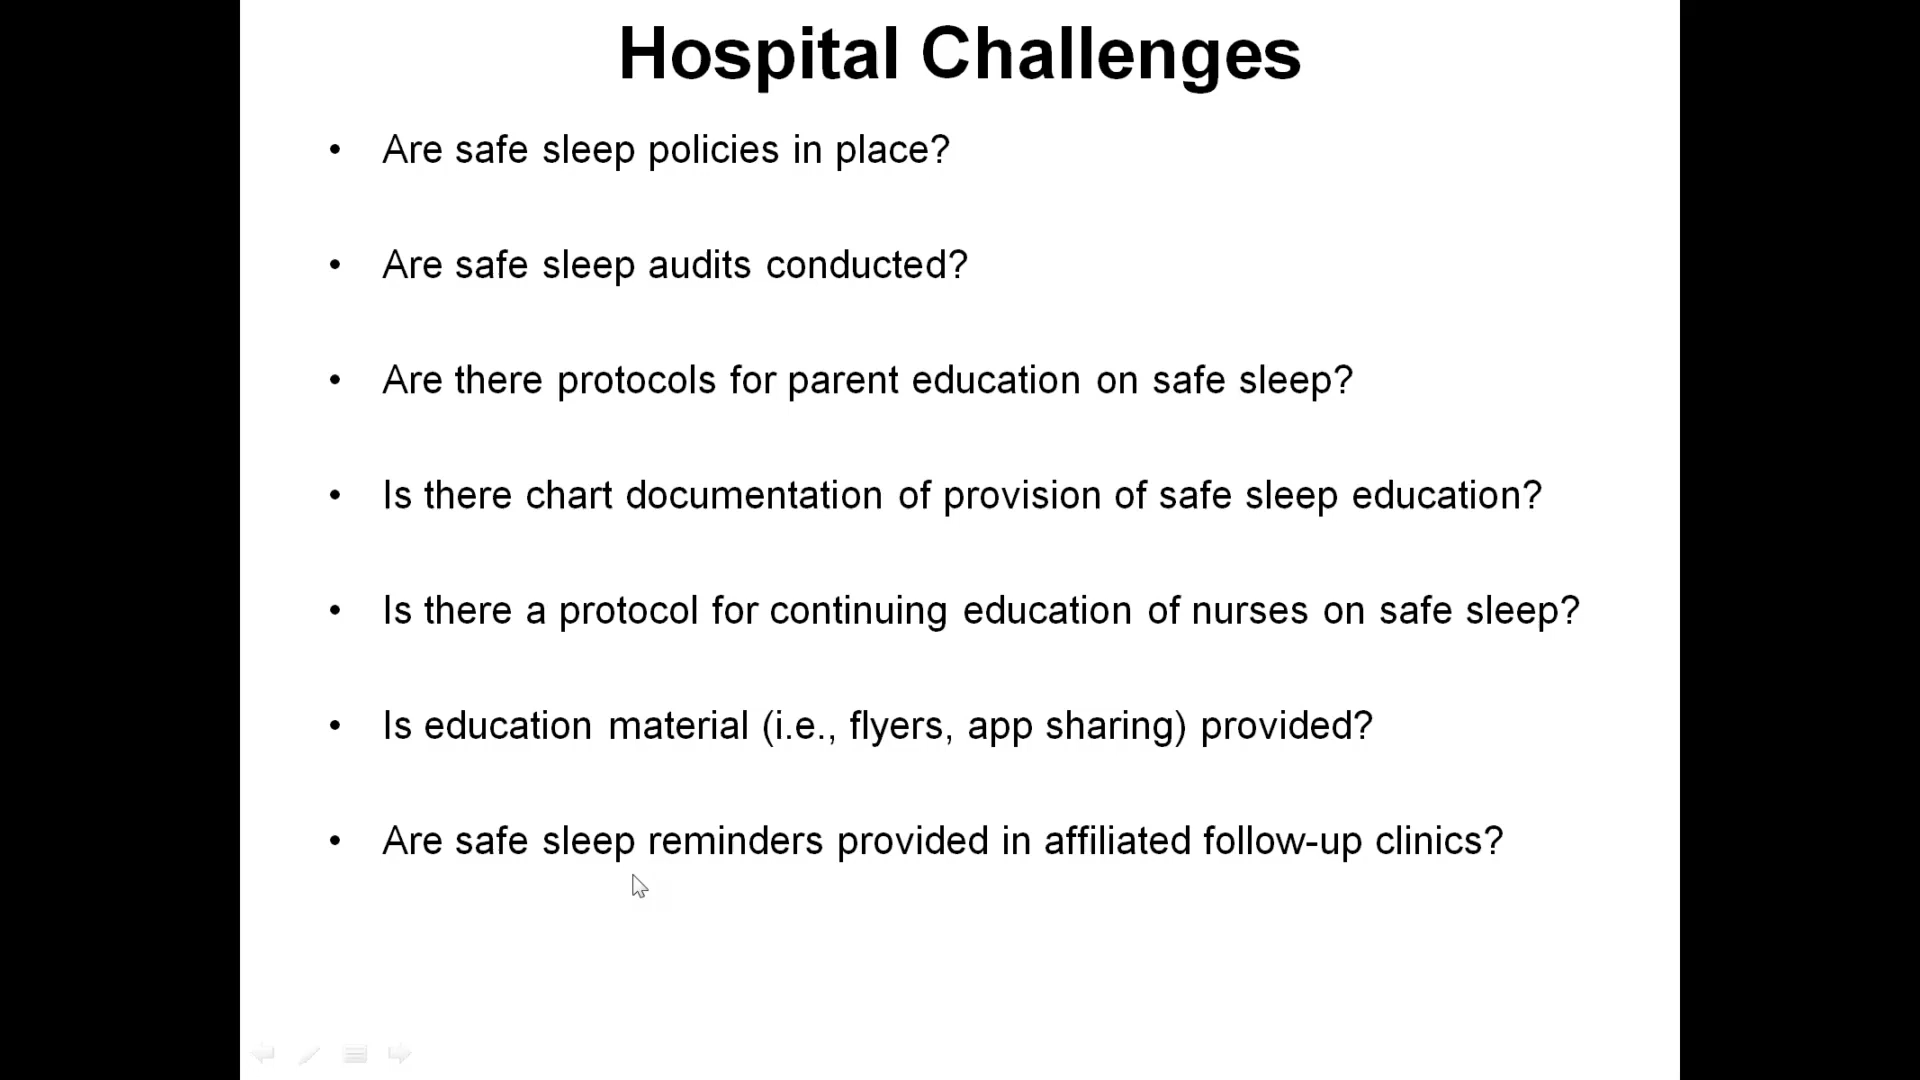 Hospital Challenges
• Are safe sleep policies in place?
• Are safe sleep audits conducted?
• Are there protocols for parent education on safe sleep?
• Is there chart documentation of provision of safe sleep education?
• Is there a protocol for continuing education of nurses on safe sleep?
• Is education material (i.e., flyers, app sharing) provided?
• Are safe sleep reminders provided in affiliated follow-up clinics?